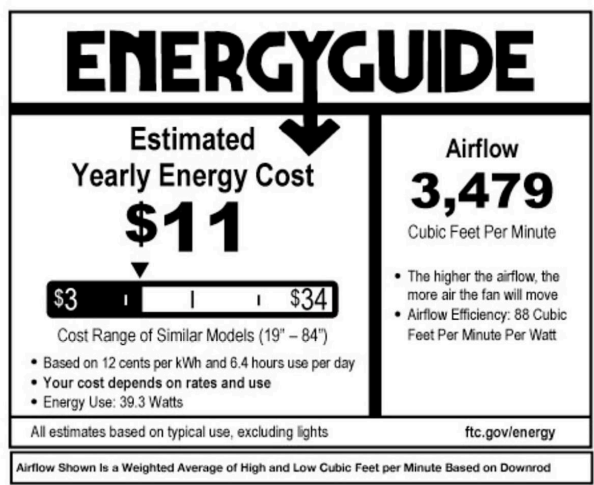 ENERGYGUIDE
Estimated
Yearly Energy Cost
$11
$3 $34
Cost Range of Similar Models (19" – 84")
• Based on 12 cents per kWh and 6.4 hours use per day
• Your cost depends on rates and use
• Energy Use: 39.3 Watts
Airflow
3,479
Cubic Feet Per Minute
• The higher the airflow, the
more air the fan will move
• Airflow Efficiency: 88 Cubic
Feet Per Minute Per Watt
All estimates based on typical use, excluding lights
ftc.gov/energy
Airflow Shown Is a Weighted Average of High and Low Cubic Feet per Minute Based on Downrod